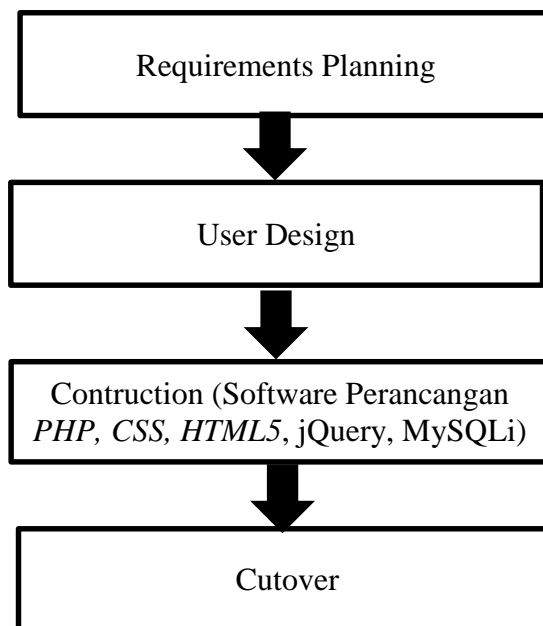 Requirements Planning
User Design
Contruction (Software Perancangan
PHP, CSS, HTML5, jQuery, MySQLi)
Cutover